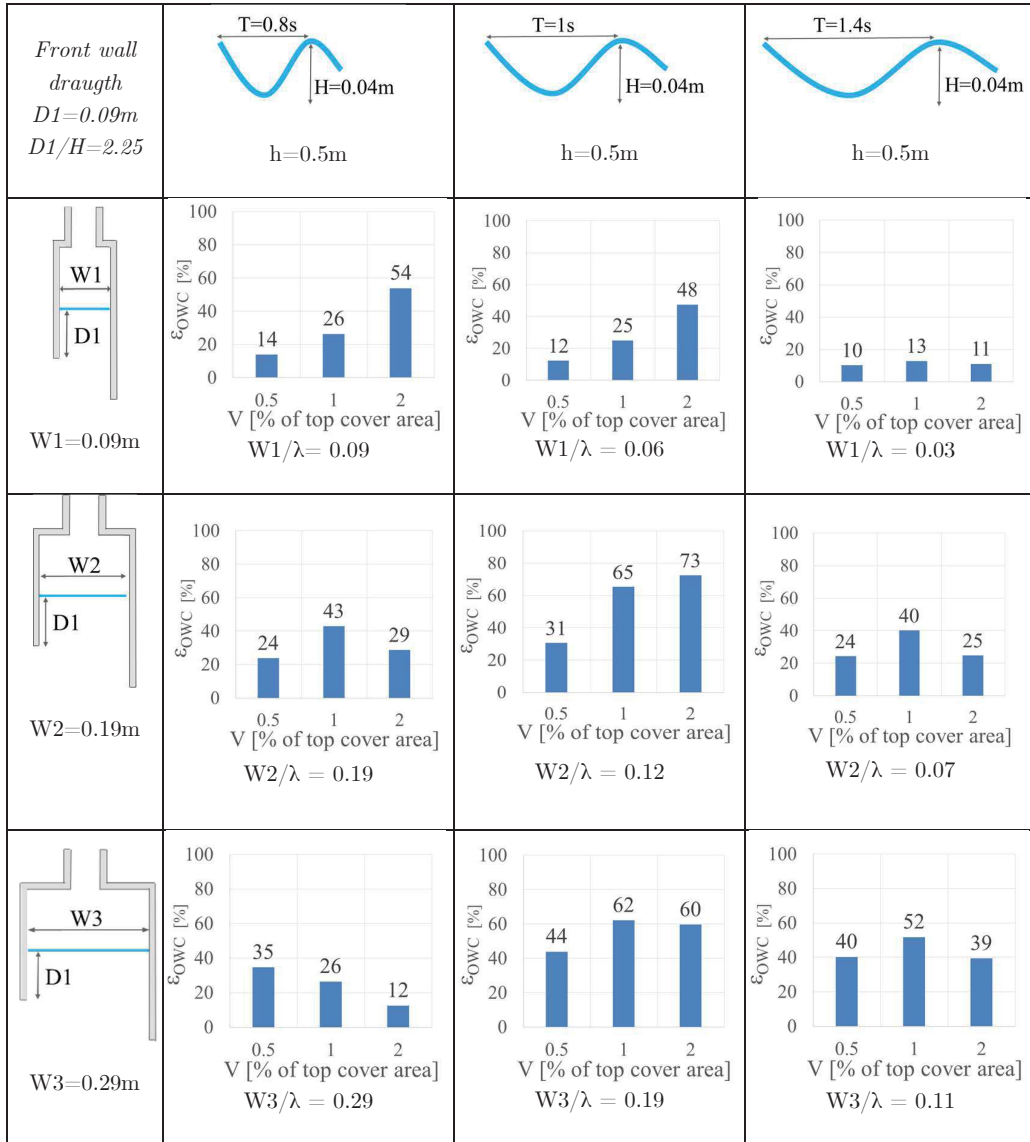 Front wall
draugth
D1=0.09m
D1/H=2.25
T=0.8s
H=0.04m
h=0.5m
T=1s
H=0.04m
h=0.5m
T=1.4s
H=0.04m
h=0.5m
W1
D1
W1=0.09m
100
80
60
40
20
0
εOWC [%]
14
26
54
0.5 1 2
V [% of top cover area]
W1/λ= 0.09
100
80
60
40
20
0
εOWC [%]
12
25
48
0.5 1 2
V [% of top cover area]
W1/λ = 0.06
100
80
60
40
20
0
εOWC [%]
10
13
11
0.5 1 2
V [% of top cover area]
W1/λ = 0.03
W2
D1
W2=0.19m
100
80
60
40
20
0
εOWC [%]
24
43
29
0.5 1 2
V [% of top cover area]
W2/λ = 0.19
100
80
60
40
20
0
εOWC [%]
31
65
73
0.5 1 2
V [% of top cover area]
W2/λ = 0.12
100
80
60
40
20
0
εOWC [%]
24
40
25
0.5 1 2
V [% of top cover area]
W2/λ = 0.07
W3
D1
W3=0.29m
100
80
60
40
20
0
εOWC [%]
35
26
12
0.5 1 2
V [% of top cover area]
W3/λ = 0.29
100
80
60
40
20
0
εOWC [%]
44
62
60
0.5 1 2
V [% of top cover area]
W3/λ = 0.19
100
80
60
40
20
0
εOWC [%]
40
52
39
0.5 1 2
V [% of top cover area]
W3/λ = 0.11